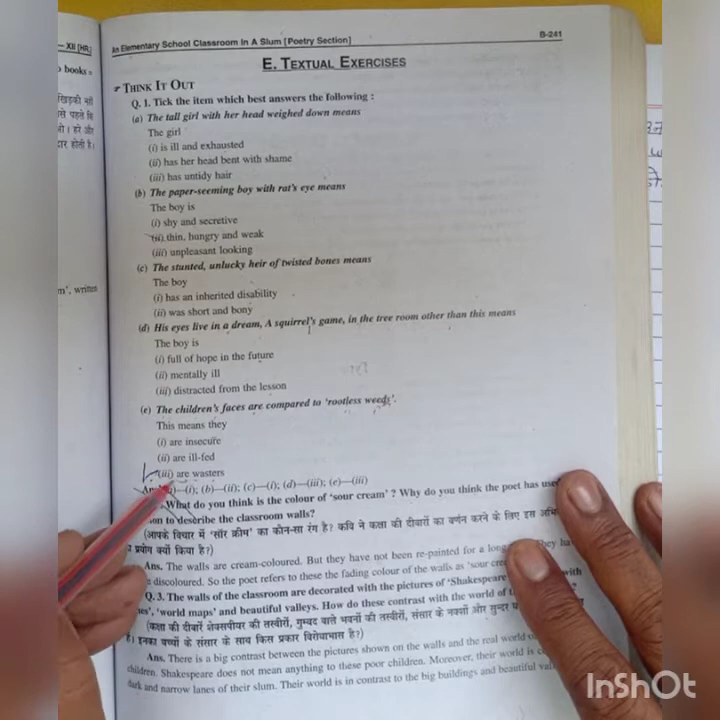 – XII [HR]
An Elementary School Classroom In A Slum [Poetry Section]
B-241
books =
खिड़की नहीं
से पहले कि
लो। हरे और
दार होती है।
m', writes
E. TEXTUAL EXERCISES
☞ THINK IT OUT
Q. 1. Tick the item which best answers the following :
(a) The tall girl with her head weighed down means
The girl
(i) is ill and exhausted
(ii) has her head bent with shame
(iii) has untidy hair
(b) The paper-seeming boy with rat's eye means
The boy is
(i) shy and secretive
(ii) thin, hungry and weak
(iii) unpleasant looking
(c) The stunted, unlucky heir of twisted bones means
The boy
(i) has an inherited disability
(ii) was short and bony
(d) His eyes live in a dream, A squirrel's game, in the tree room other than this means
The boy is
(i) full of hope in the future
(ii) mentally ill
(iii) distracted from the lesson
(e) The children's faces are compared to 'rootless weeds'.
This means they
(i) are insecure
(ii) are ill-fed
(iii) are wasters
—(i); (b)—(ii); (c)—(i); (d)—(iii); (e)—(iii)
What do you think is the colour of 'sour cream' ? Why do you think the poet has used
to describe the classroom walls?
(आपके विचार में 'सॉर क्रीम' का कौन-सा रंग है? कवि ने कक्षा की दीवारों का वर्णन करने के लिए इस
प्रयोग क्यों किया है?)
Ans. The walls are cream-coloured. But they have not been re-painted for a long They
discoloured. So the poet refers to these the fading colour of the walls as 'sour
Q. 3. The walls of the classroom are decorated with the pictures of 'Shakespeare with
'world maps' and beautiful valleys. How do these contrast with the world of
(कक्षा की दीवारें शेक्सपीयर की तस्वीरों, गुम्बद वाले भवनों की तस्वीरों, संसार के नक्शों और सुन्दर
हैं। इनका बच्चों के संसार के साथ किस प्रकार विरोधाभास है?)
Ans. There is a big contrast between the pictures shown on the walls and the real world
children. Shakespeare does not mean anything to these poor children. Moreover, their world is
dark and narrow lanes of their slum. Their world is in contrast to the big buildings and beautiful
InShOt